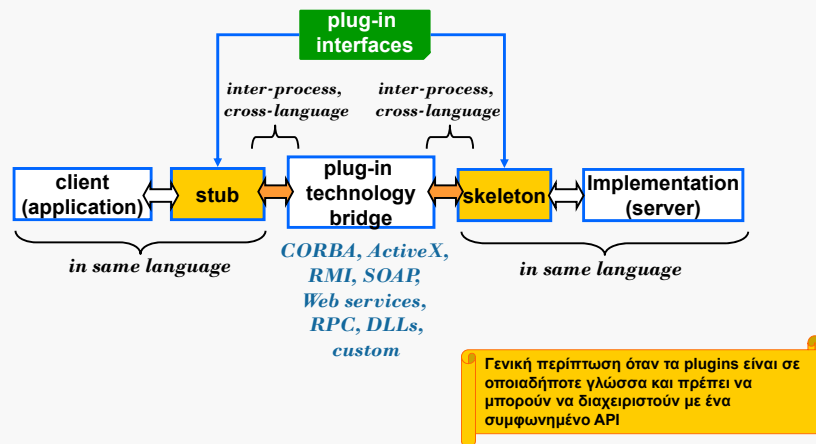 plug-in
interfaces
inter-process,
cross-language
inter-process,
cross-language
client
(application)
stub
plug-in
technology
bridge
skeleton
Implementation
(server)
in same language
CORBA, ActiveX,
RMI, SOAP,
Web services,
RPC, DLLs,
custom
in same language
Γενική περίπτωση όταν τα plugins είναι σε
οποιαδήποτε γλώσσα και πρέπει να
μπορούν να διαχειριστούν με ένα
συμφωνημένο API